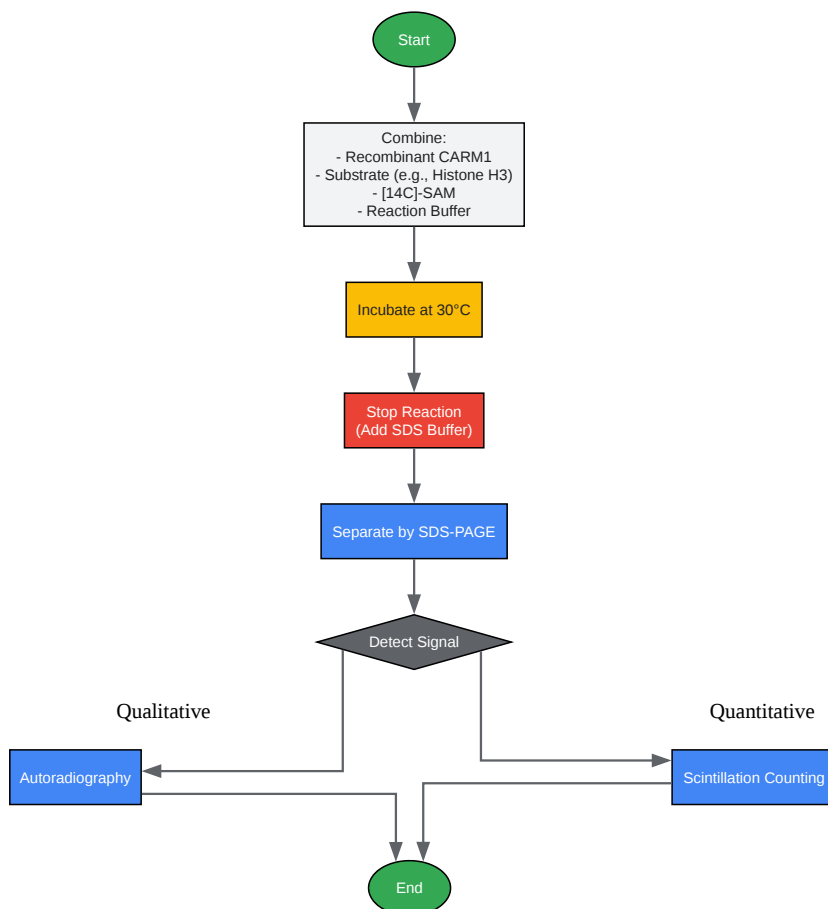 Start
Combine:
- Recombinant CARM1
- Substrate (e.g., Histone H3)
- [14C]-SAM
- Reaction Buffer
Incubate at 30°C
Stop Reaction
(Add SDS Buffer)
Separate by SDS-PAGE
Detect Signal
Qualitative
Quantitative
Autoradiography
Scintillation Counting
End